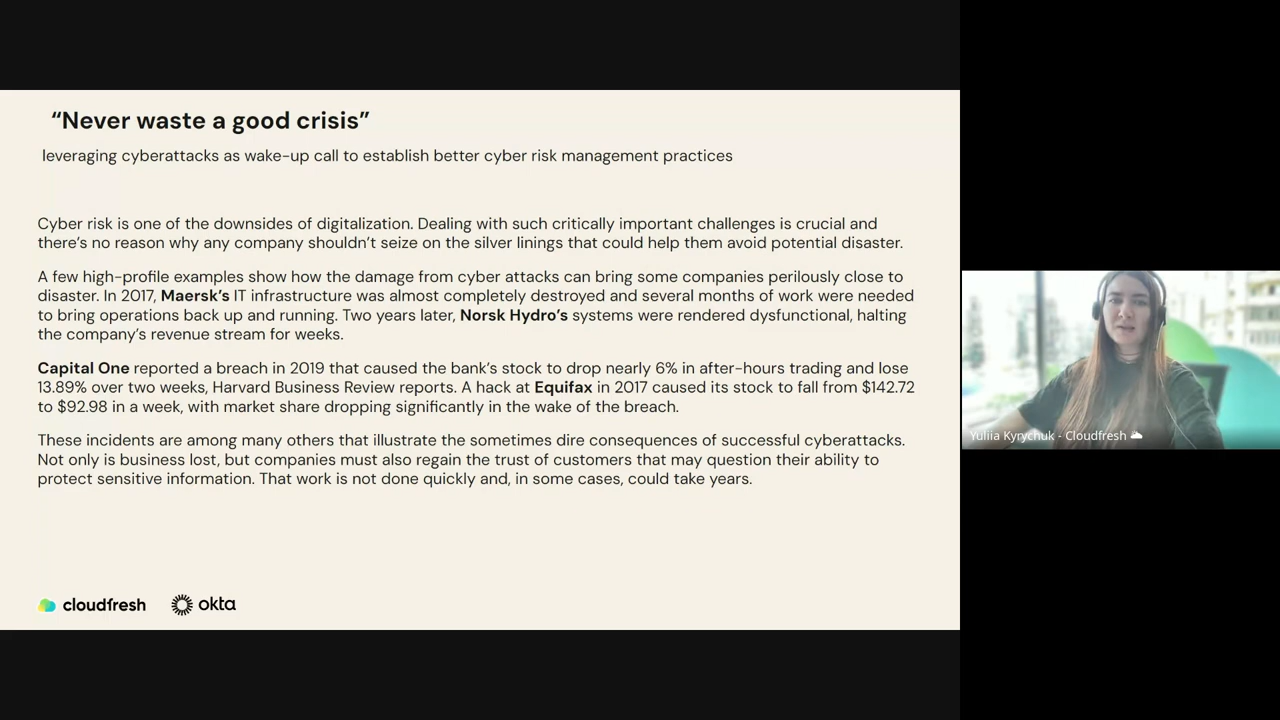 “Never waste a good crisis”
leveraging cyberattacks as wake-up call to establish better cyber risk management practices
Cyber risk is one of the downsides of digitalization. Dealing with such critically important challenges is crucial and
there’s no reason why any company shouldn’t seize on the silver linings that could help them avoid potential disaster.
A few high-profile examples show how the damage from cyber attacks can bring some companies perilously close to
disaster. In 2017, Maersk’s IT infrastructure was almost completely destroyed and several months of work were needed
to bring operations back up and running. Two years later, Norsk Hydro’s systems were rendered dysfunctional, halting
the company’s revenue stream for weeks.
Capital One reported a breach in 2019 that caused the bank’s stock to drop nearly 6% in after-hours trading and lose
13.89% over two weeks, Harvard Business Review reports. A hack at Equifax in 2017 caused its stock to fall from $142.72
to $92.98 in a week, with market share dropping significantly in the wake of the breach.
These incidents are among many others that illustrate the sometimes dire consequences of successful cyberattacks.
Not only is business lost, but companies must also regain the trust of customers that may question their ability to
protect sensitive information. That work is not done quickly and, in some cases, could take years.
cloudfresh okta
Yuliia Kyrychuk - Cloudfresh